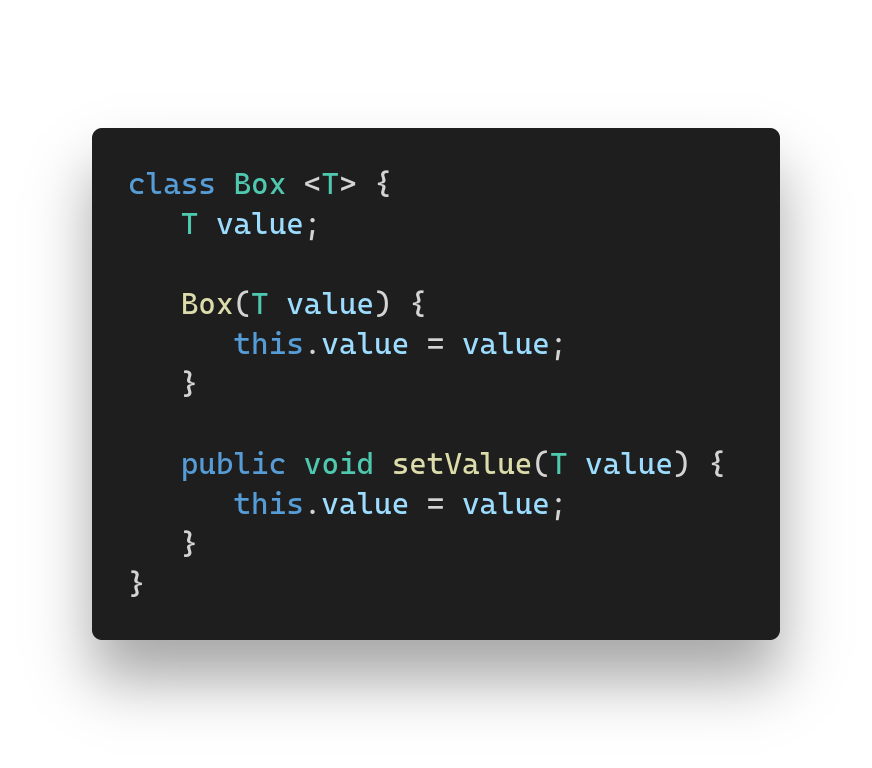 class Box <T> {
   T value;

   Box(T value) {
      this.value = value;
   }

   public void setValue(T value) {
      this.value = value;
   }
}